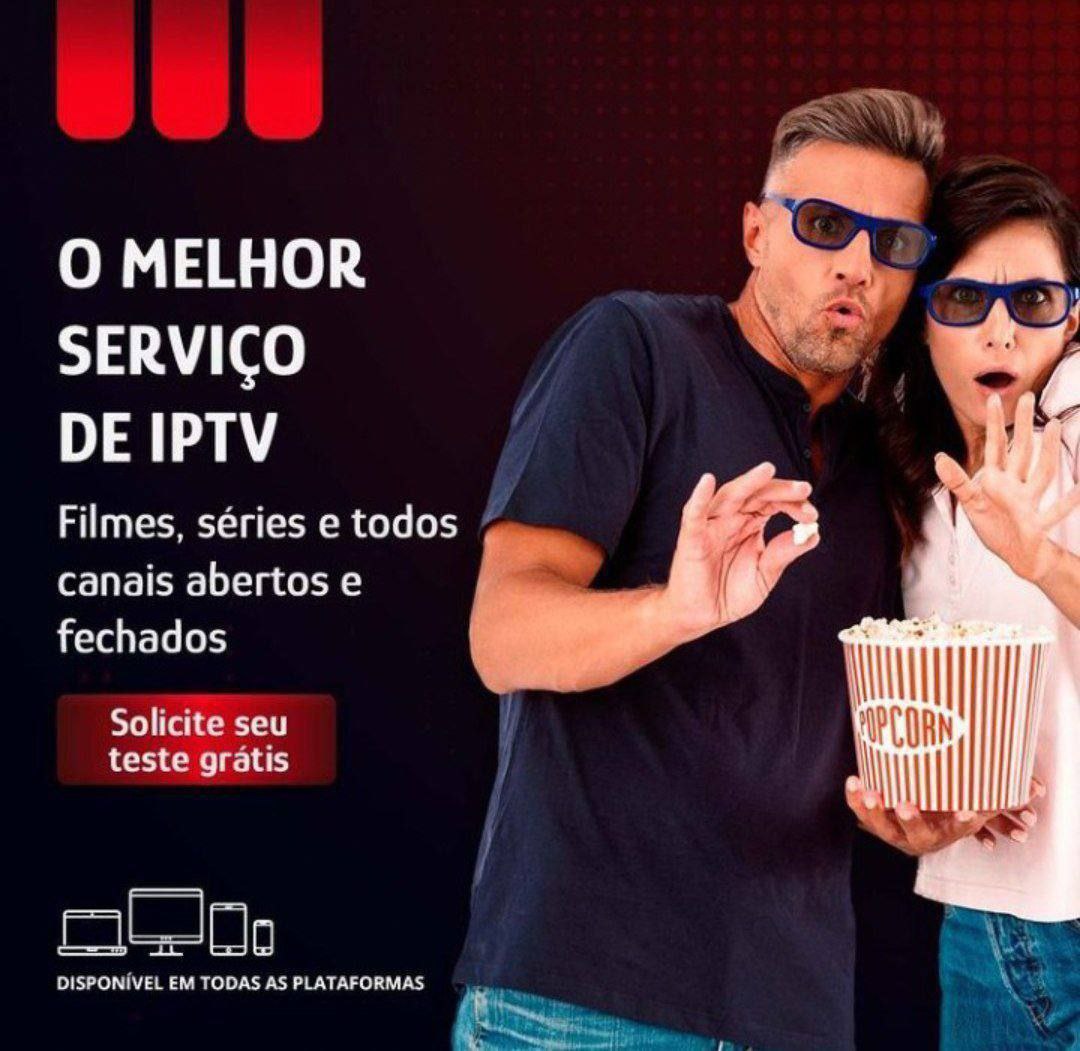 O MELHOR
SERVIÇO
DE IPTV
Filmes, séries e todos
canais abertos e
fechados
Solicite seu
teste grátis
POPCORN
DISPONÍVEL EM TODAS AS PLATAFORMAS